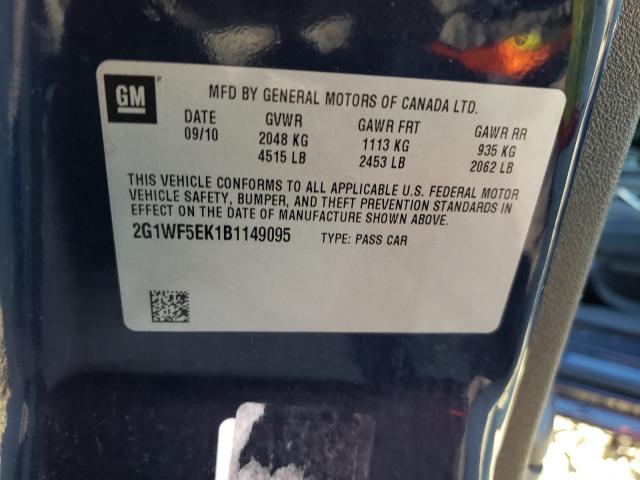 GM
MFD BY GENERAL MOTORS OF CANADA LTD.
DATE GVWR GAWR FRT GAWR RR
09/10 2048 KG 1113 KG 935 KG
4515 LB 2453 LB 2062 LB
THIS VEHICLE CONFORMS TO ALL APPLICABLE U.S. FEDERAL MOTOR
VEHICLE SAFETY, BUMPER, AND THEFT PREVENTION STANDARDS IN
EFFECT ON THE DATE OF MANUFACTURE SHOWN ABOVE.
2G1WF5EK1B1149095 TYPE: PASS CAR